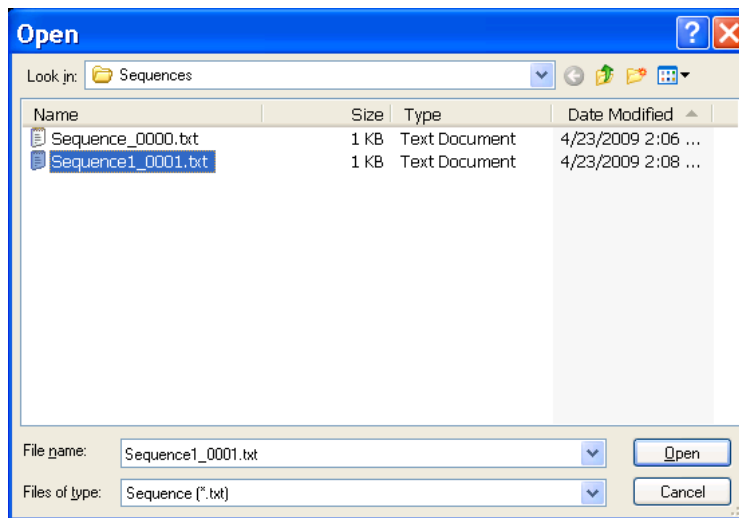 Open
Look in: Sequences
Name Size Type Date Modified
Sequence_0000.txt 1 KB Text Document 4/23/2009 2:06 ...
Sequence1_0001.txt 1 KB Text Document 4/23/2009 2:08 ...
File name: Sequence1_0001.txt Open
Files of type: Sequence (*.txt) Cancel